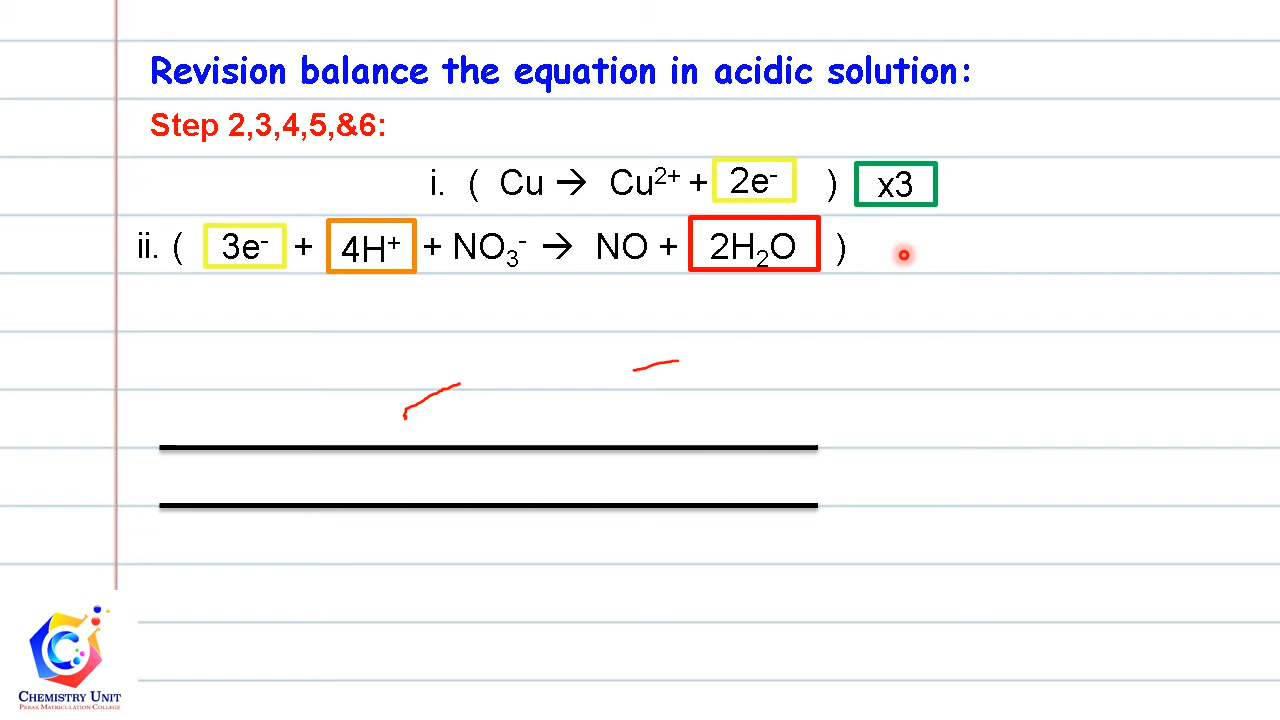 Revision balance the equation in acidic solution:
Step 2,3,4,5,&6:
i. ( Cu → Cu²⁺ + 2e⁻ ) x3
ii. ( 3e⁻ + 4H⁺ + NO₃⁻ → NO + 2H₂O )
C
CHEMISTRY UNIT
PERAK MATRICULATION COLLEGE